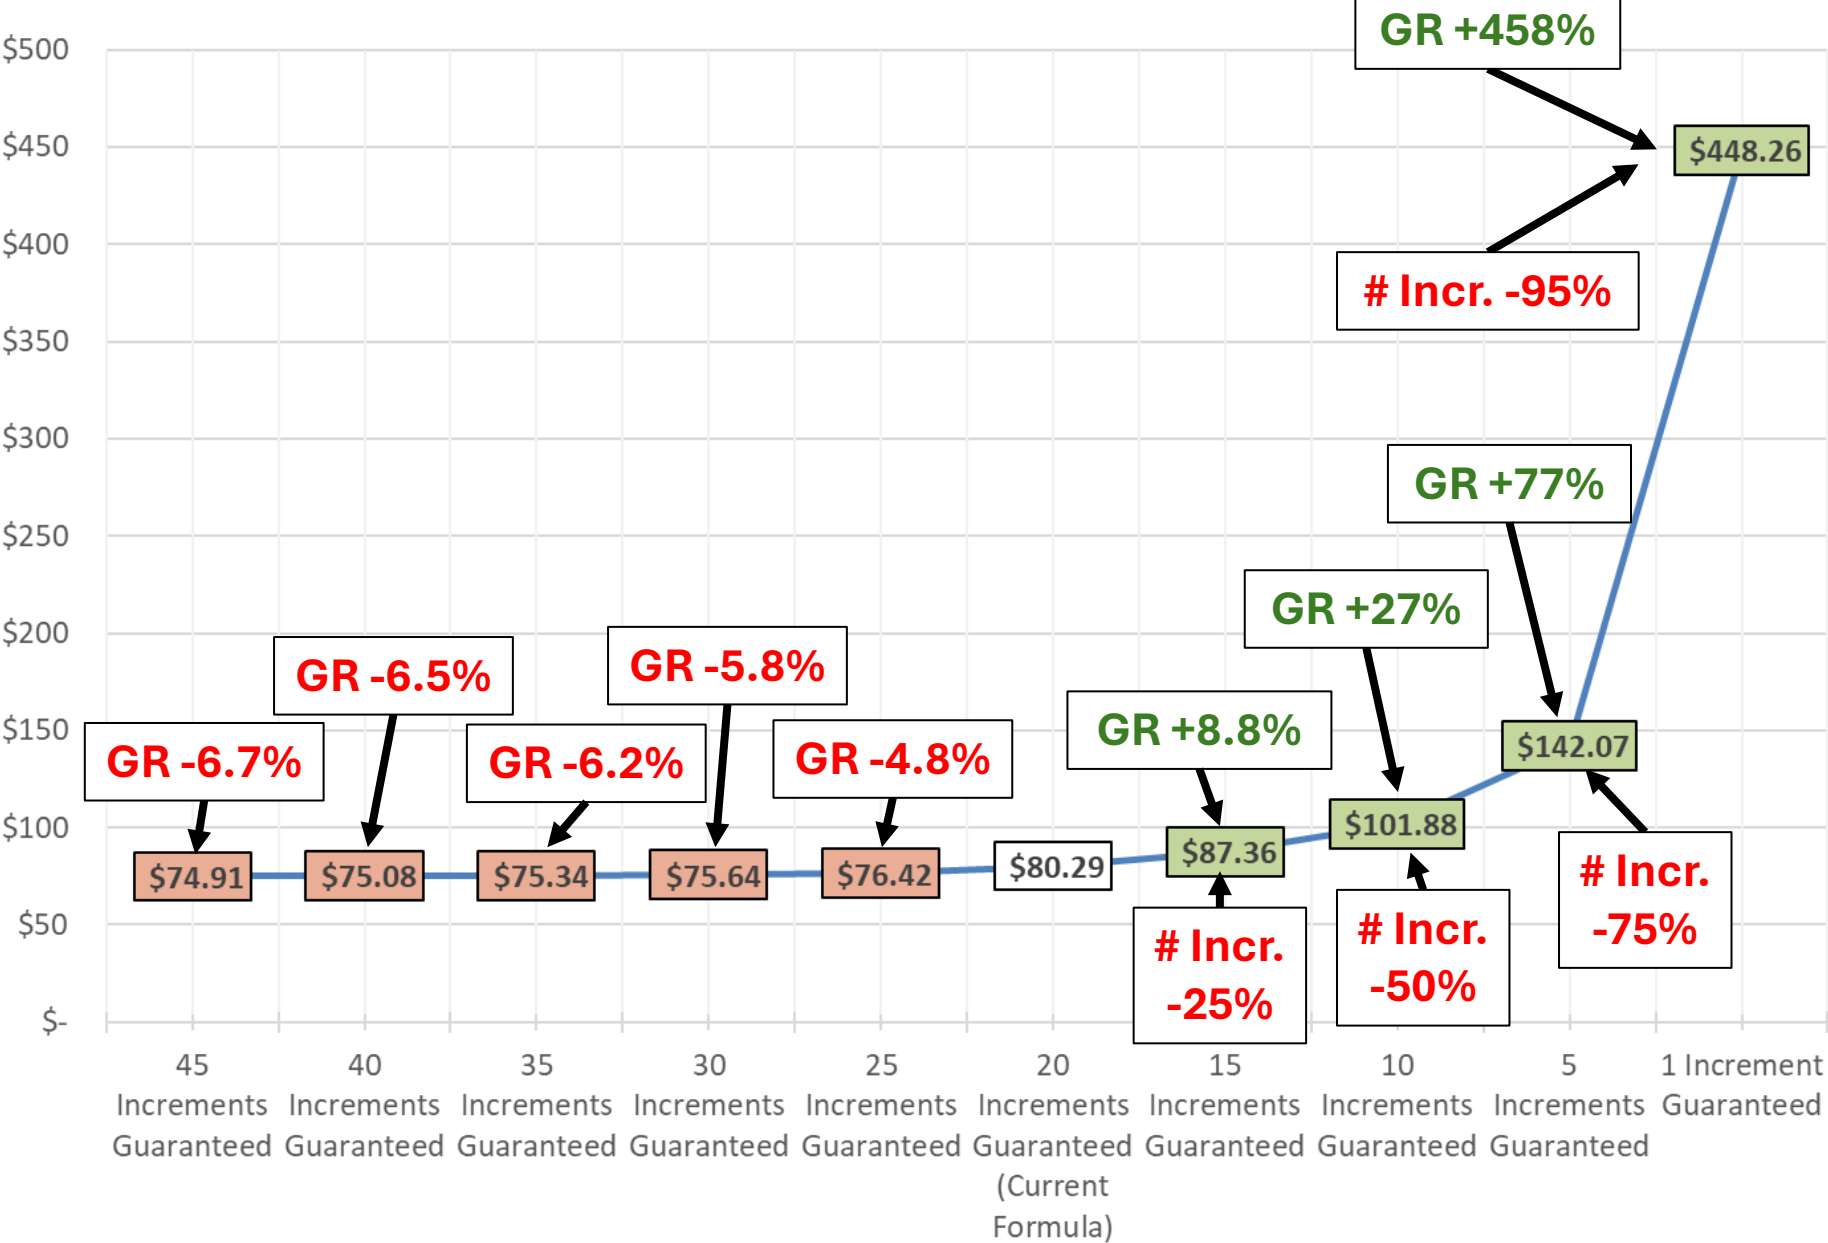 GR +458%
$500
$450
$448.26
$400
# Incr. -95%
$350
$300
GR +77%
$250
GR +27%
$200
GR -6.5%
GR -5.8%
GR +8.8%
$150
GR -6.7%
GR -6.2%
GR -4.8%
$142.07
$100
$101.88
$74.91
$75.08
$75.34
$75.64
$76.42
$80.29
$87.36
# Incr.
-75%
# Incr.
-50%
# Incr.
-25%
$50
$-
45
Increments
Guaranteed
40
Increments
Guaranteed
35
Increments
Guaranteed
30
Increments
Guaranteed
25
Increments
Guaranteed
20
Increments
Guaranteed
(Current
Formula)
15
Increments
Guaranteed
10
Increments
Guaranteed
5
Increments
Guaranteed
1 Increment
Guaranteed